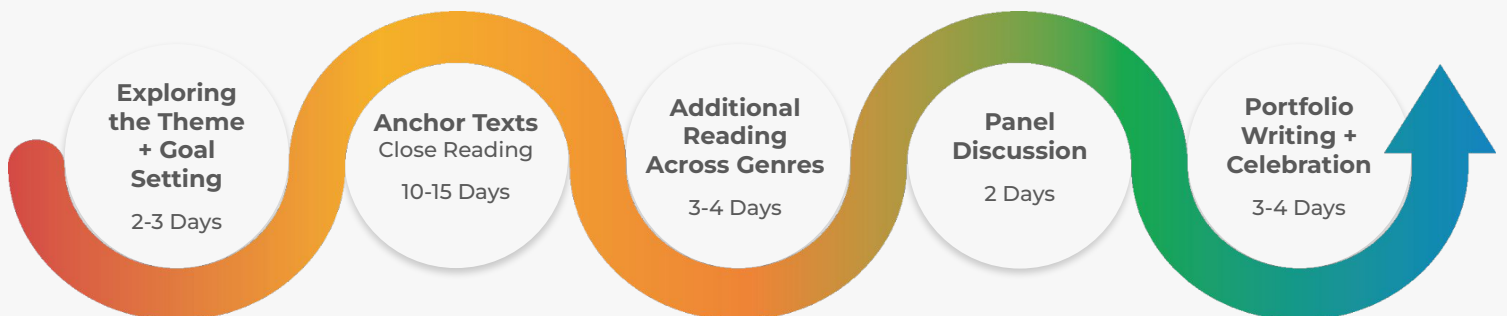 Exploring
the Theme
+ Goal
Setting
2-3 Days
Anchor Texts
Close Reading
10-15 Days
Additional
Reading
Across Genres
3-4 Days
Panel
Discussion
2 Days
Portfolio
Writing +
Celebration
3-4 Days